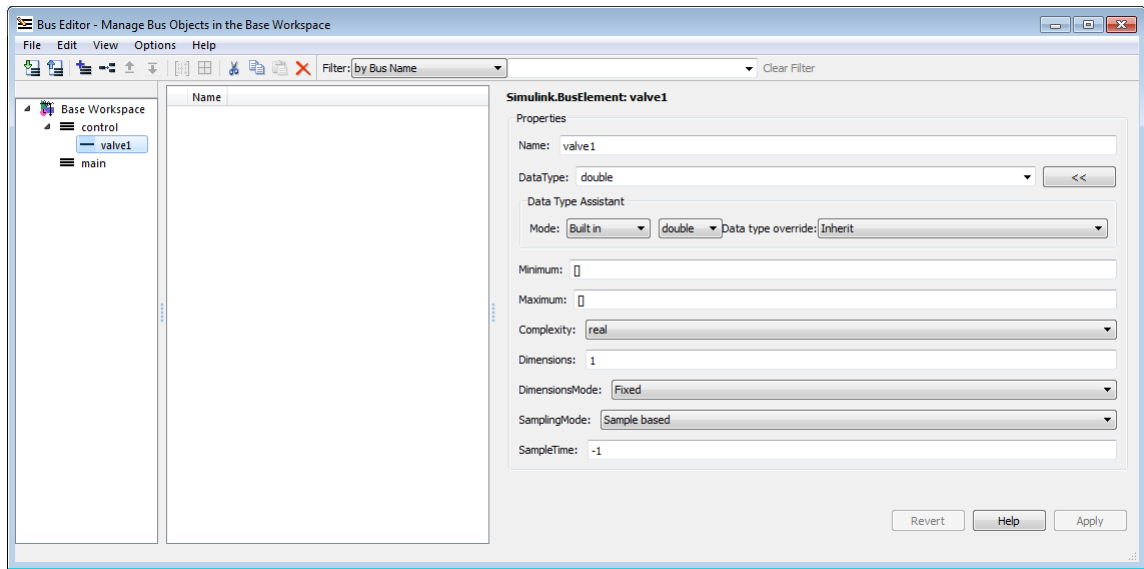 Bus Editor - Manage Bus Objects in the Base Workspace
File Edit View Options Help
Filter: by Bus Name Clear Filter
Base Workspace
control
valve1
main
Name
Simulink.BusElement: valve1
Properties
Name: valve1
DataType: double <<
Data Type Assistant
Mode: Built in double Data type override: Inherit
Minimum: []
Maximum: []
Complexity: real
Dimensions: 1
DimensionsMode: Fixed
SamplingMode: Sample based
SampleTime: -1
Revert Help Apply